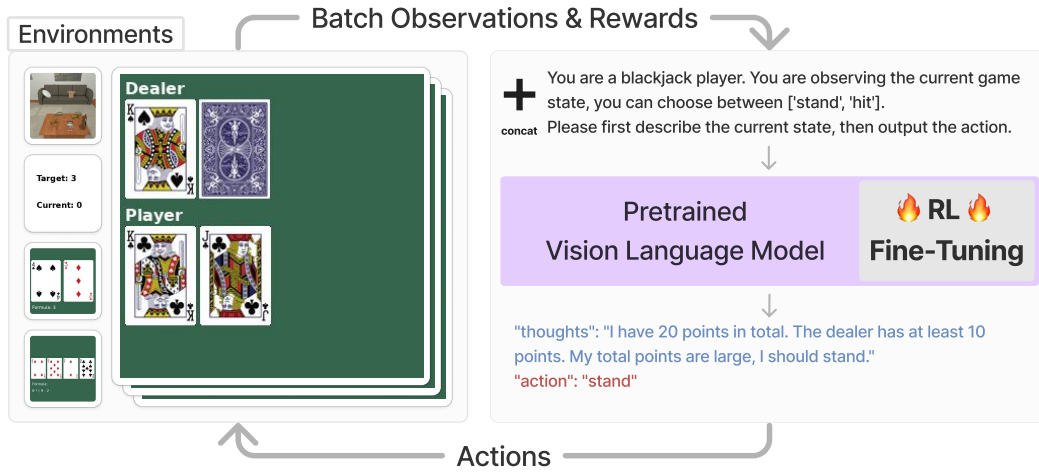 Batch Observations & Rewards
Environments
Target: 3
Current: 0
Formula: 3
Formula:
Dealer
K
K
Player
K
K
J
J
+
concat
You are a blackjack player. You are observing the current game
state, you can choose between ['stand', 'hit'].
Please first describe the current state, then output the action.
Pretrained
Vision Language Model
🔥 RL 🔥
Fine-Tuning
"thoughts": "I have 20 points in total. The dealer has at least 10
points. My total points are large, I should stand."
"action": "stand"
Actions